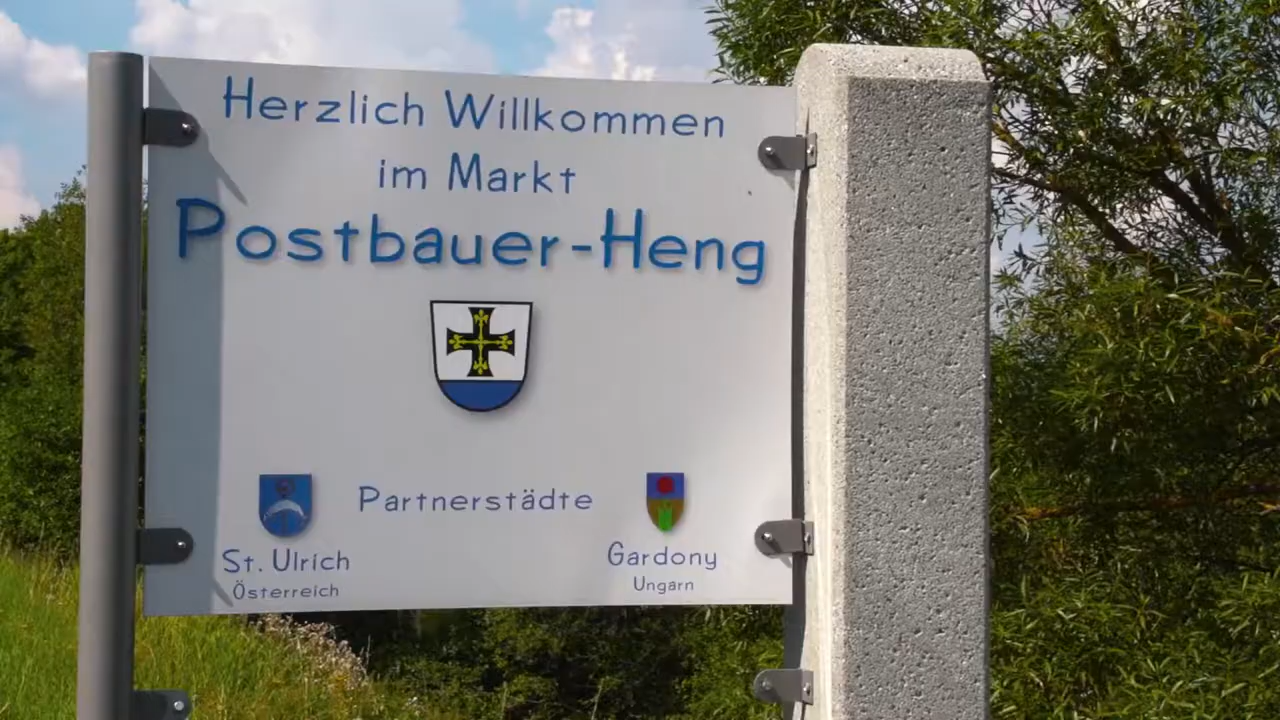 Herzlich Willkommen
im Markt
Postbauer-Heng
Partnerstädte
St. Ulrich
Österreich
Gardony
Ungarn